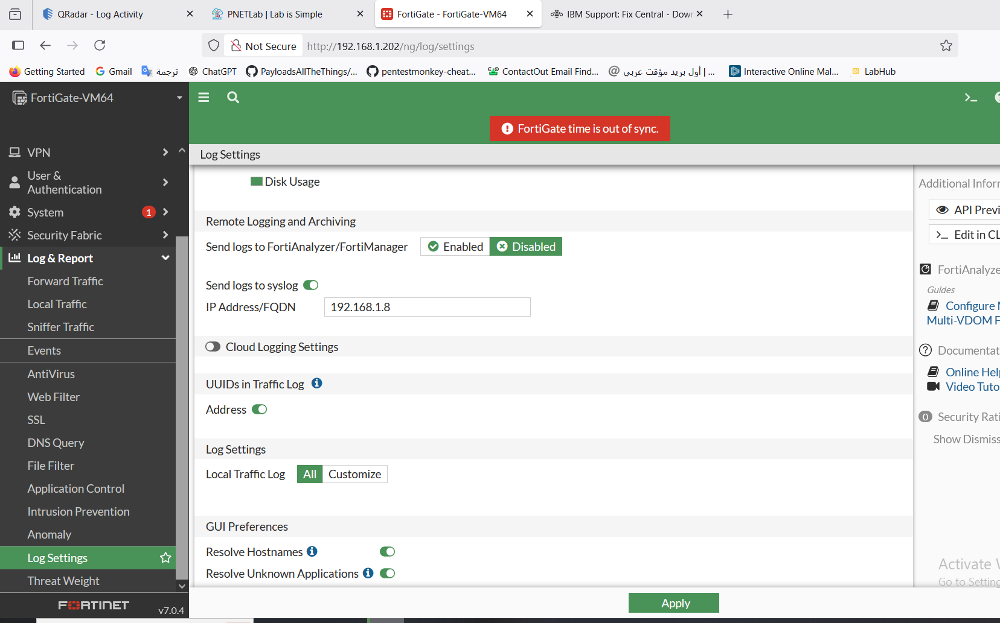 QRadar - Log Activity
PNETLab | Lab is Simple
FortiGate - FortiGate-VM64
IBM Support: Fix Central - Dow
Not Secure
http://192.168.1.202/ng/log/settings
Getting Started
Gmail
ترجمة
ChatGPT
PayloadsAllTheThings/...
pentestmonkey-cheat...
ContactOut Email Find...
أول بريد مؤقت عربي | ...
Interactive Online Mal...
LabHub
FortiGate-VM64
FortiGate time is out of sync.
VPN
User &
Authentication
System
1
Security Fabric
Log & Report
Forward Traffic
Local Traffic
Sniffer Traffic
Events
AntiVirus
Web Filter
SSL
DNS Query
File Filter
Application Control
Intrusion Prevention
Anomaly
Log Settings
Threat Weight
FORTINET
v7.0.4
Log Settings
Disk Usage
Remote Logging and Archiving
Send logs to FortiAnalyzer/FortiManager
Enabled
Disabled
Send logs to syslog
IP Address/FQDN
192.168.1.8
Cloud Logging Settings
UUIDs in Traffic Log
Address
Log Settings
Local Traffic Log
All
Customize
GUI Preferences
Resolve Hostnames
Resolve Unknown Applications
Apply
Additional Infor
API Previ
Edit in CL
FortiAnalyze
Guides
Configure
Multi-VDOM F
Documentat
Online Help
Video Tuto
0
Security Rati
Show Dismiss
Activate
Go to Setting